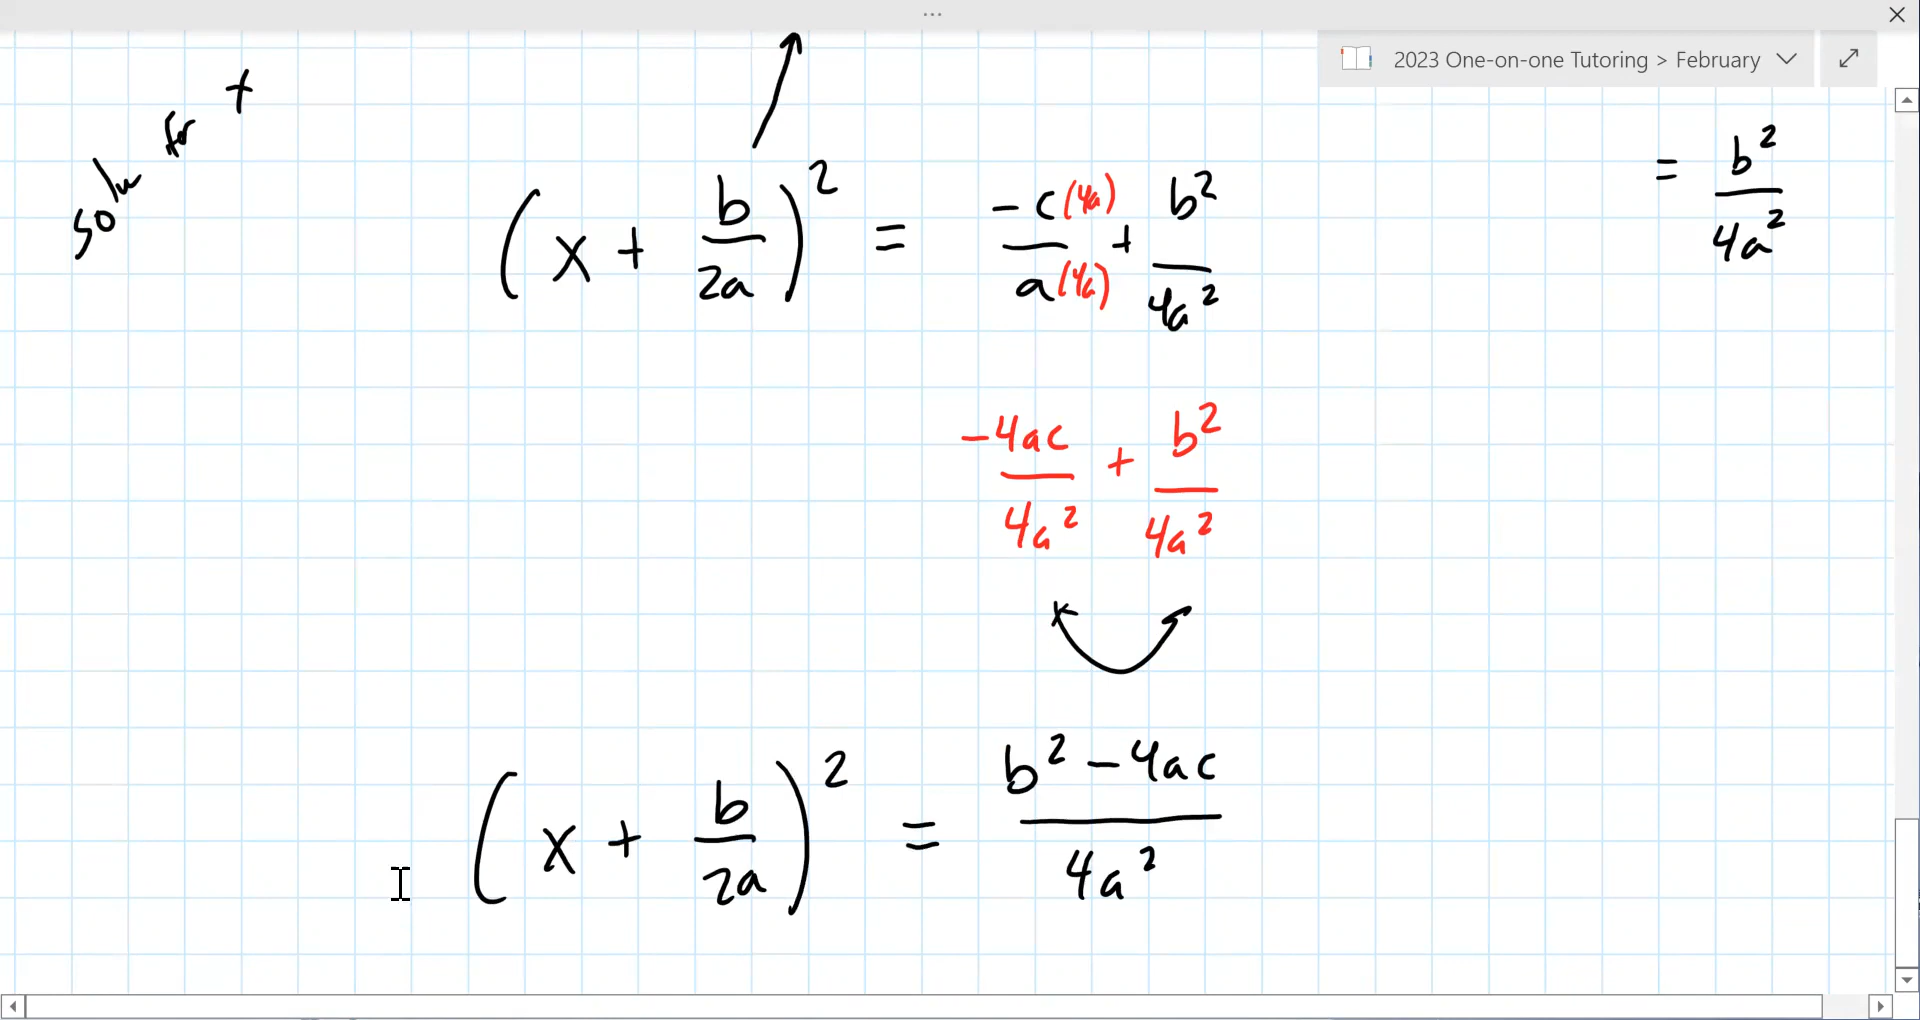 2023 One-on-one Tutoring > February
solve for t
(x + b/2a)² = -c(4a)/a(4a) + b²/4a²
= b²/4a²
-4ac/4a² + b²/4a²
(x + b/2a)² = b² - 4ac/4a²